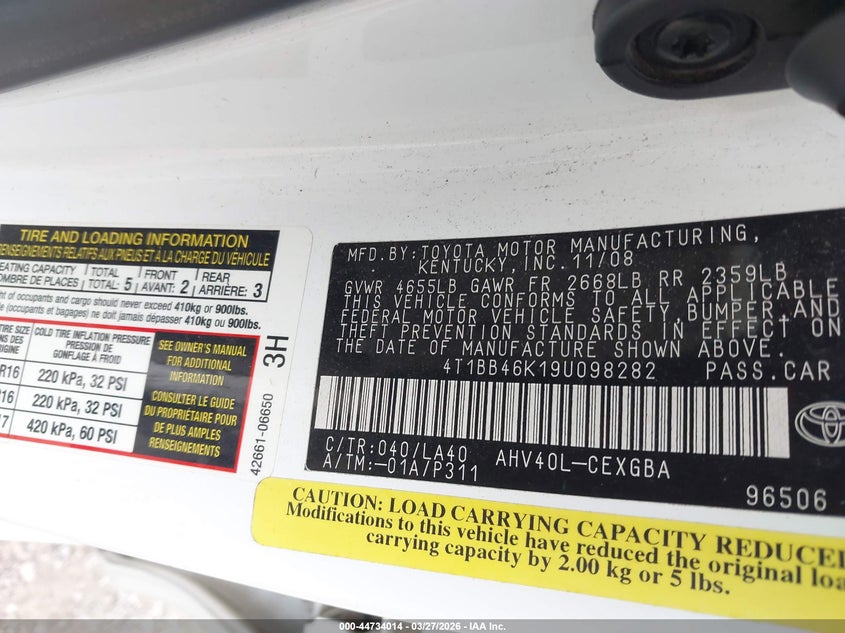 TIRE AND LOADING INFORMATION
RENSEIGNEMENTS RELATIFS AUX PNEUS ET A LA CHARGE DU VÉHICULE
SEATING CAPACITY TOTAL 5 FRONT 2 REAR 3
NOMBRE DE PLACES TOTAL: AVANT: ARRIÈRE:
of occupants and cargo should never exceed 410kg or 900lbs.
(occupants et bagages) ne doit jamais dépasser 410kg ou 900lbs.
TIRE SIZE COLD TIRE INFLATION PRESSURE
PRESSION DE GONFLAGE À FROID
R16 220 kPa, 32 PSI
R16 220 kPa, 32 PSI
420 kPa, 60 PSI
SEE OWNER'S MANUAL
FOR ADDITIONAL
INFORMATION
CONSULTER LE GUIDE
DU PROPRIÉTAIRE POUR
DE PLUS AMPLES
RENSEIGNEMENTS
42661-06650 3H
MFD.BY:TOYOTA MOTOR MANUFACTURING,
KENTUCKY,INC.11/08
GVWR 4655LB GAWR FR 2668LB RR 2359LB
THIS VEHICLE CONFORMS TO ALL APPLICABLE
FEDERAL MOTOR VEHICLE SAFETY,BUMPER,AND
THEFT PREVENTION STANDARDS IN EFFECT ON
THE DATE OF MANUFACTURE SHOWN ABOVE.
4T1BB46K19U098282 PASS.CAR
C/TR:040/LA40 AHV40L-CEXGBA
A/TM:-01A/P311
96506
CAUTION: LOAD CARRYING CAPACITY REDUCED
Modifications to this vehicle have reduced the original
carrying capacity by 2.00 kg or 5 lbs.
000-44734014 - 03/27/2026 - IAA Inc.